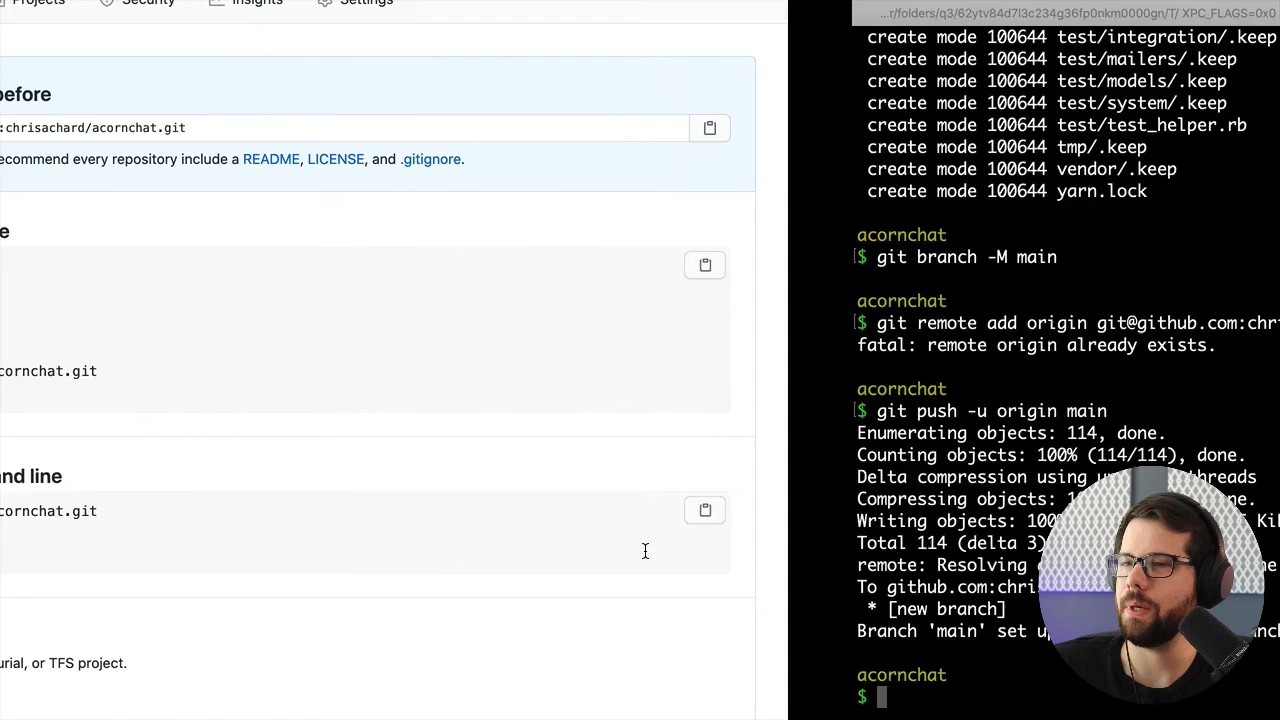 Projects
Security
Insights
Settings
before
:chrisachard/acornchat.git
ecommend every repository include a README, LICENSE, and .gitignore.
e
cornchat.git
and line
cornchat.git
urial, or TFS project.
...r/folders/q3/62ytv84d7l3c234g36fp0nkm0000gn/T/ XPC_FLAGS=0x0
create mode 100644 test/integration/.keep
create mode 100644 test/mailers/.keep
create mode 100644 test/models/.keep
create mode 100644 test/system/.keep
create mode 100644 test/test_helper.rb
create mode 100644 tmp/.keep
create mode 100644 vendor/.keep
create mode 100644 yarn.lock
acornchat
$ git branch -M main
acornchat
$ git remote add origin git@github.com:chri
fatal: remote origin already exists.
acornchat
$ git push -u origin main
Enumerating objects: 114, done.
Counting objects: 100% (114/114), done.
Delta compression using threads
Compressing objects:
Writing objects: 100% Ki
Total 114 (delta 3)
remote: Resolving
To github.com:chri
* [new branch]
Branch 'main' set
acornchat
$